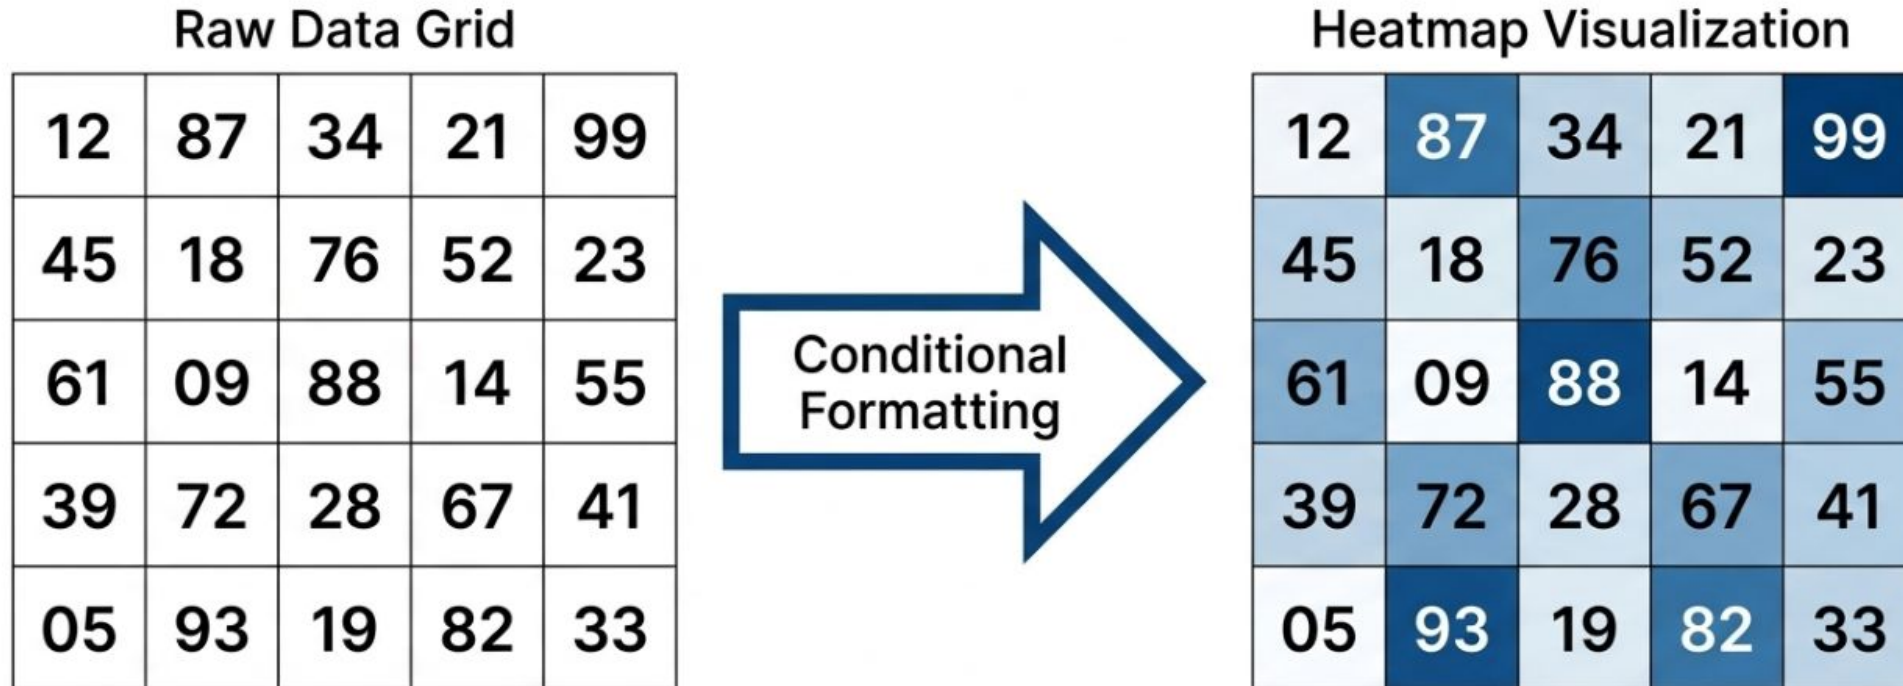 Raw Data Grid
12 87 34 21 99
45 18 76 52 23
61 09 88 14 55
39 72 28 67 41
05 93 19 82 33
Conditional
Formatting
Heatmap Visualization
12 87 34 21 99
45 18 76 52 23
61 09 88 14 55
39 72 28 67 41
05 93 19 82 33